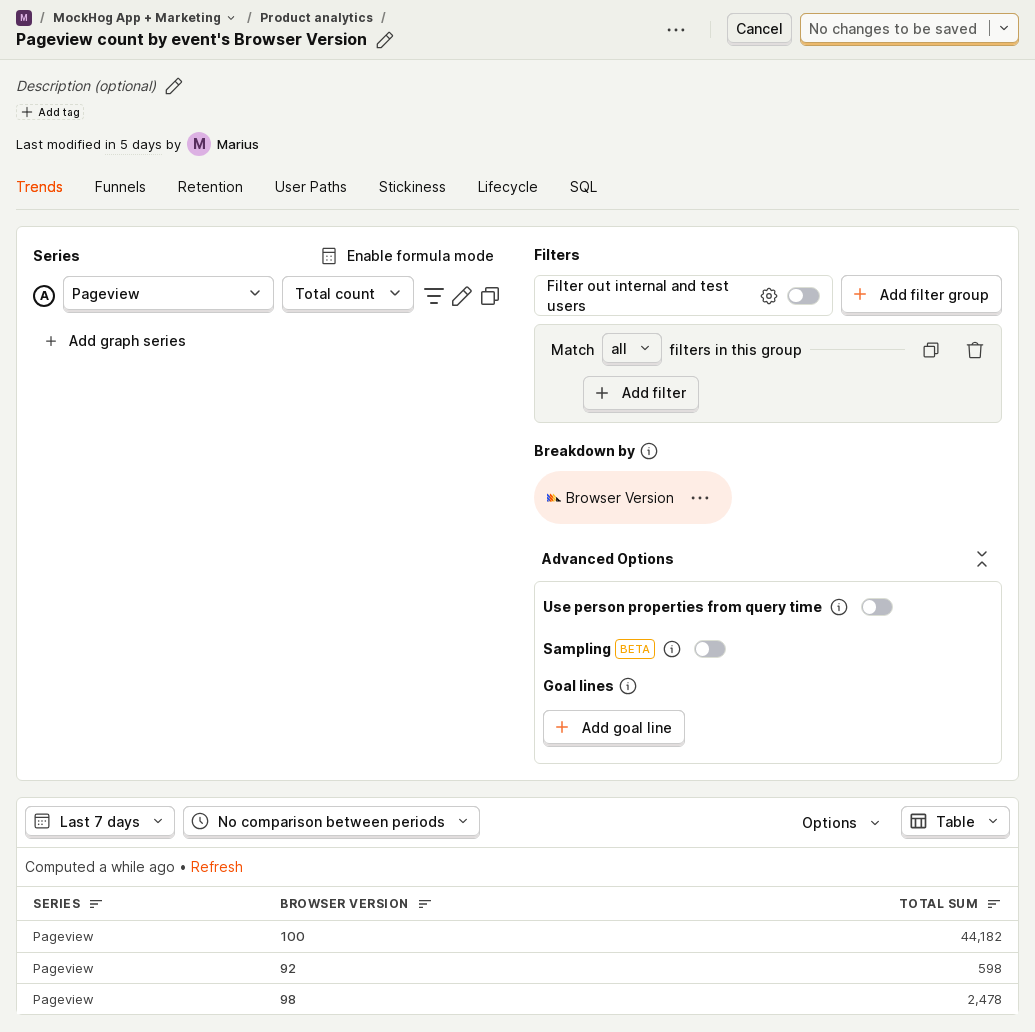 M / MockHog App + Marketing / Product analytics /
Pageview count by event's Browser Version
Cancel
No changes to be saved
Description (optional)
Add tag
Last modified in 5 days by M Marius
Trends Funnels Retention User Paths Stickiness Lifecycle SQL
Series
Enable formula mode
A Pageview Total count
Add graph series
Filters
Filter out internal and test
users
Add filter group
Match all filters in this group
Add filter
Breakdown by
Browser Version
Advanced Options
Use person properties from query time
Sampling BETA
Goal lines
Add goal line
Last 7 days No comparison between periods Options Table
Computed a while ago • Refresh
SERIES BROWSER VERSION TOTAL SUM
Pageview 100 44,182
Pageview 92 598
Pageview 98 2,478